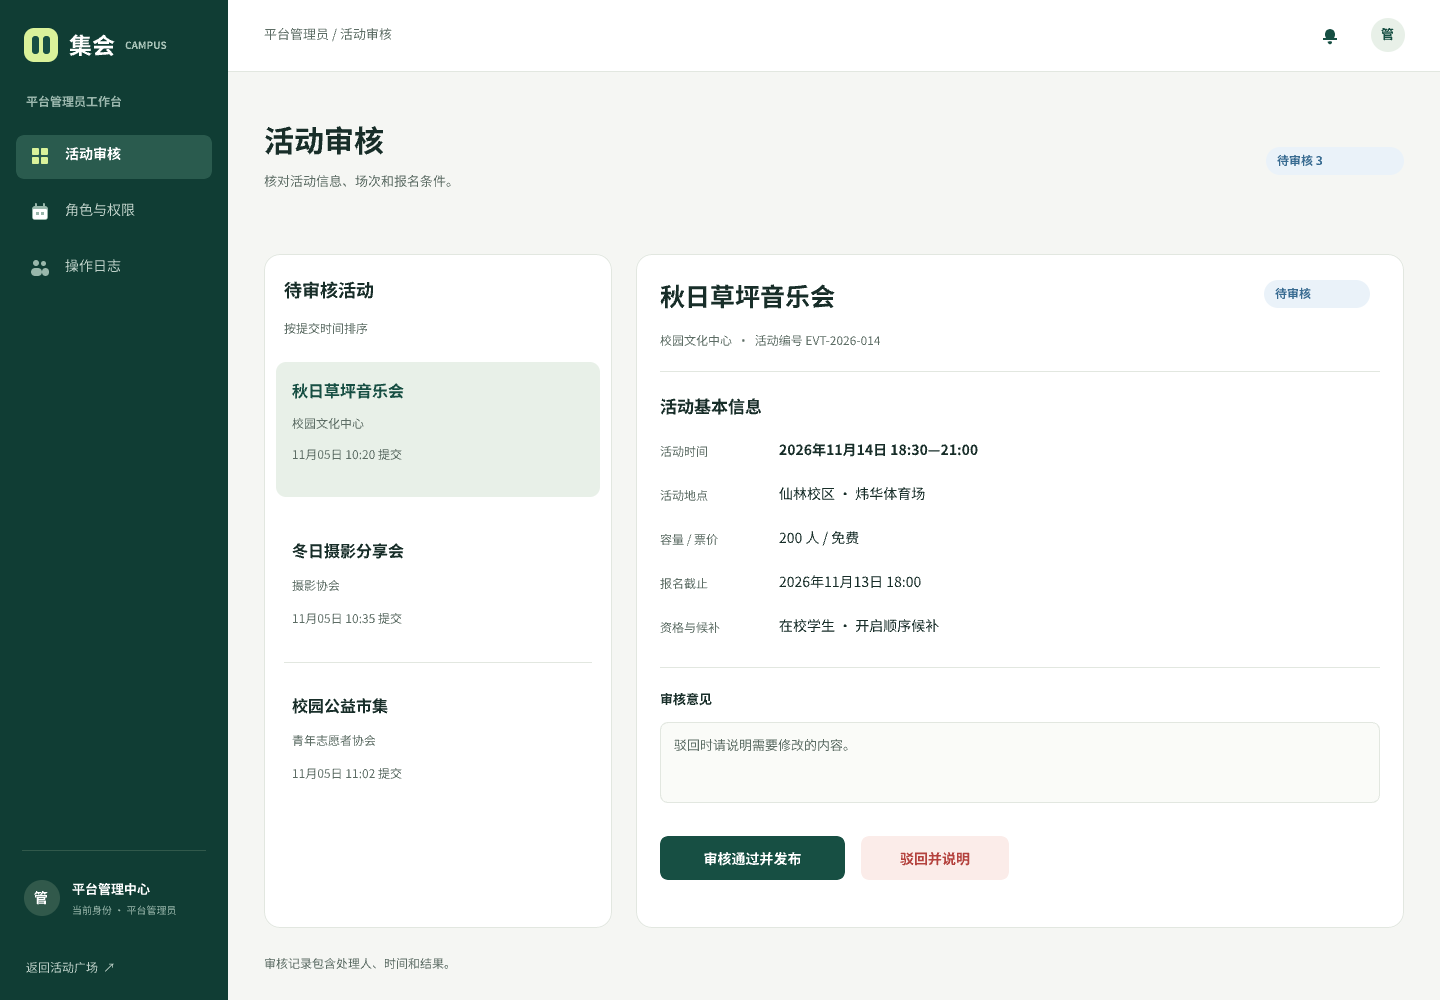 集会 CAMPUS
平台管理员工作台
活动审核
角色与权限
操作日志
管 平台管理中心
当前身份 · 平台管理员
返回活动广场 ↗
平台管理员 / 活动审核
管
活动审核
核对活动信息、场次和报名条件。
待审核 3
待审核活动
按提交时间排序
秋日草坪音乐会
校园文化中心
11月05日 10:20 提交
冬日摄影分享会
摄影协会
11月05日 10:35 提交
校园公益市集
青年志愿者协会
11月05日 11:02 提交
秋日草坪音乐会
待审核
校园文化中心 · 活动编号 EVT-2026-014
活动基本信息
活动时间 2026年11月14日 18:30—21:00
活动地点 仙林校区 · 炜华体育场
容量 / 票价 200 人 / 免费
报名截止 2026年11月13日 18:00
资格与候补 在校学生 · 开启顺序候补
审核意见
驳回时请说明需要修改的内容。
审核通过并发布
驳回并说明
审核记录包含处理人、时间和结果。